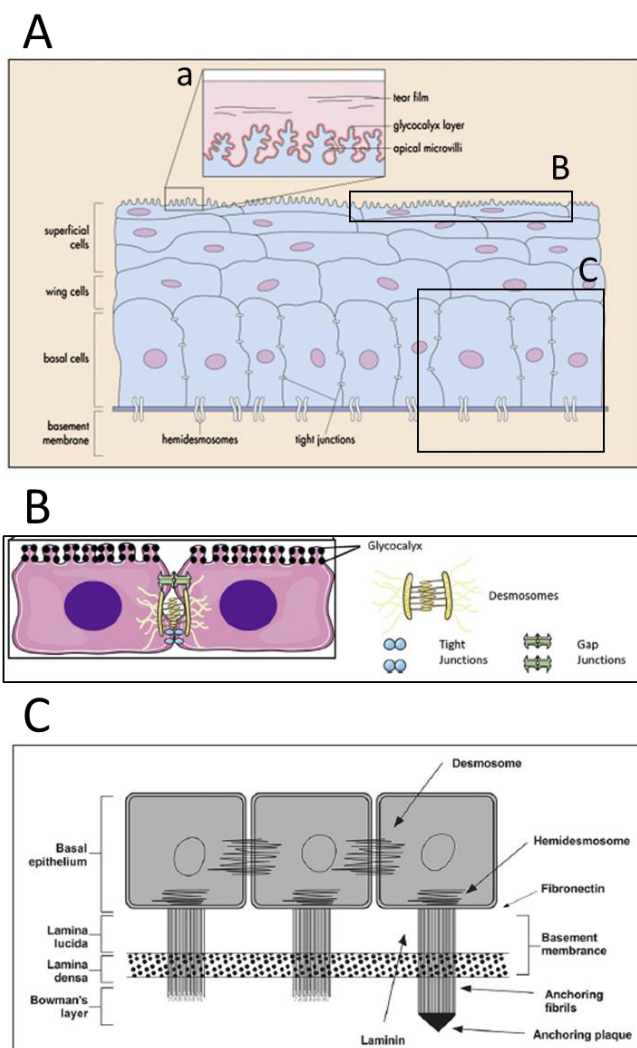 A
a
tear film
glycocalyx layer
apical microvilli
B
superficial
cells
C
wing cells
basal cells
basement
membrane
hemidesmosomes
tight junctions
B
Glycocalyx
Desmosomes
Tight
Junctions
Gap
Junctions
C
Desmosome
Basal
epithelium
Hemidesmosome
Fibronectin
Lamina
lucida
Basement
membrance
Lamina
densa
Bowman's
layer
Anchoring
fibrils
Laminin
Anchoring plaque